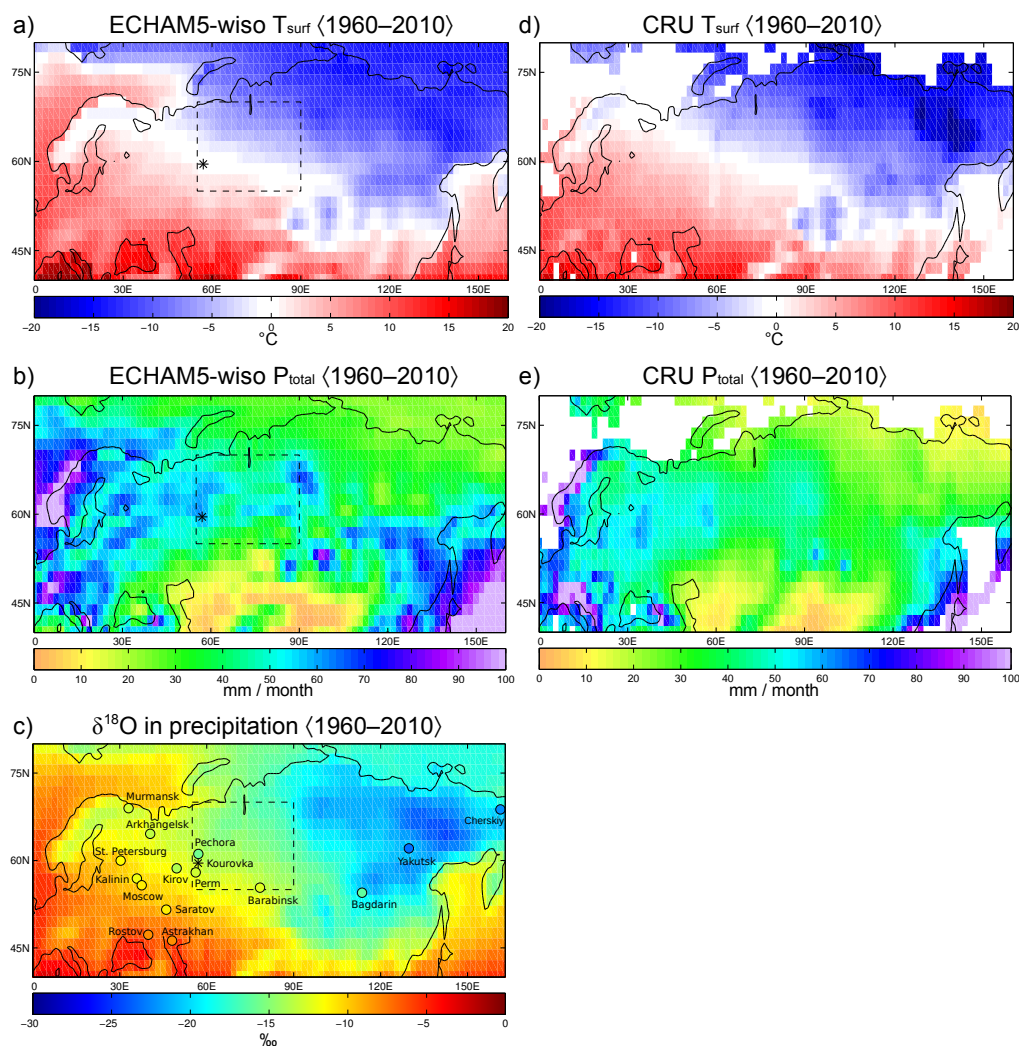 a) ECHAM5-wiso Tsurf ⟨1960–2010⟩
75N
60N
45N
0 30E 60E 90E 120E 150E
−20 −15 −10 −5 0 5 10 15 20
°C
d) CRU Tsurf ⟨1960–2010⟩
75N
60N
45N
0 30E 60E 90E 120E 150E
−20 −15 −10 −5 0 5 10 15 20
°C
b) ECHAM5-wiso Ptotal ⟨1960–2010⟩
75N
60N
45N
0 30E 60E 90E 120E 150E
0 10 20 30 40 50 60 70 80 90 100
mm / month
e) CRU Ptotal ⟨1960–2010⟩
75N
60N
45N
0 30E 60E 90E 120E 150E
0 10 20 30 40 50 60 70 80 90 100
mm / month
c) δ18O in precipitation ⟨1960–2010⟩
75N
60N
45N
Murmansk
Cherskiy
Arkhangelsk
St. Petersburg
Pechora
Kourovka
Yakutsk
Kalinin
Kirov
Perm
Moscow
Barabinsk
Bagdarin
Saratov
Rostov
Astrakhan
0 30E 60E 90E 120E 150E
−30 −25 −20 −15 −10 −5 0
‰